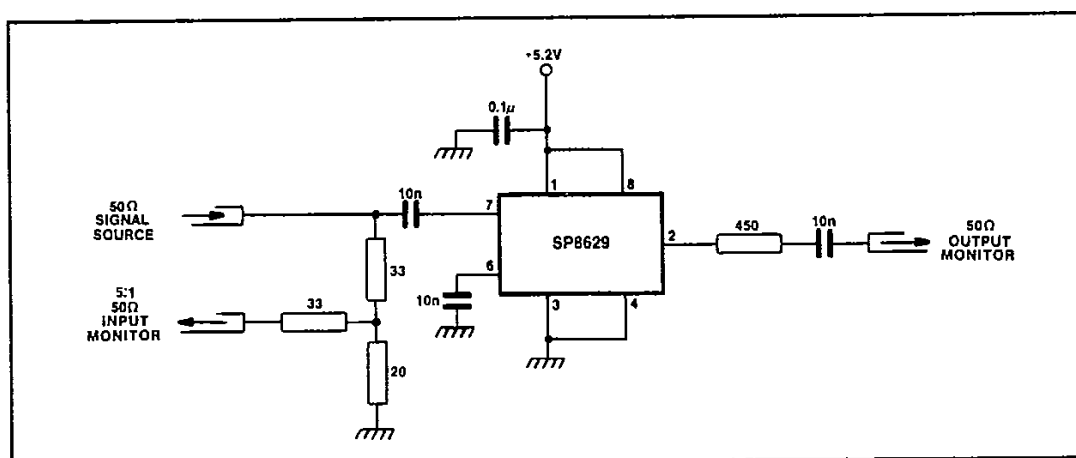 +5.2V
0.1µ
10n
1
8
50Ω
SIGNAL
SOURCE
7
SP8629
2
450
10n
50Ω
OUTPUT
MONITOR
33
6
10n
3
4
5:1
50Ω
INPUT
MONITOR
33
20